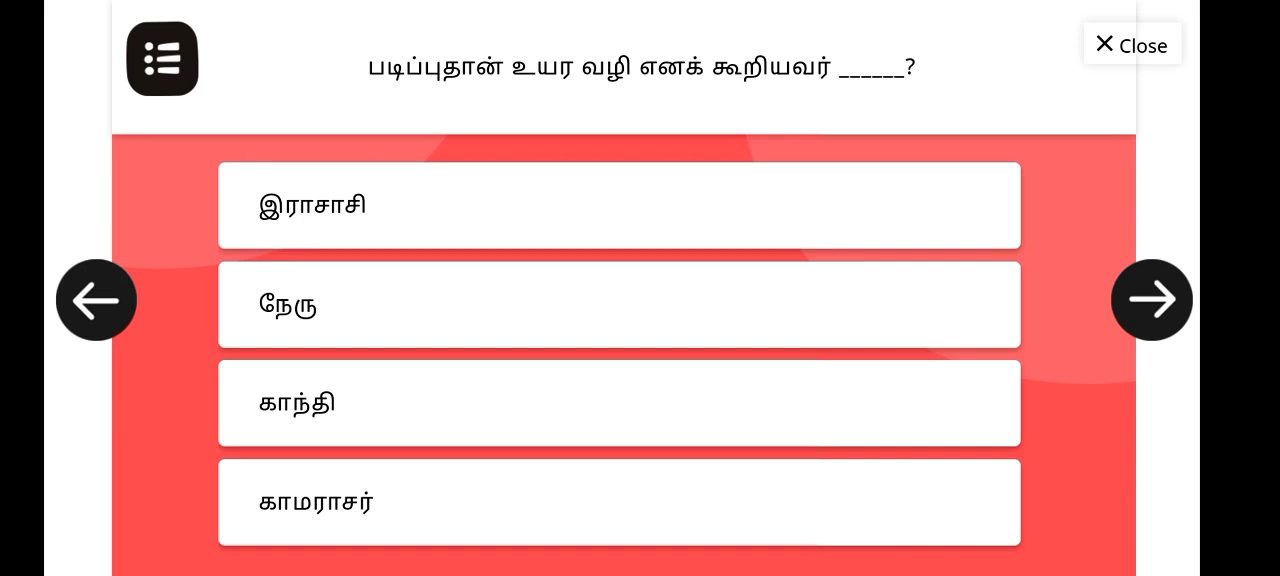 படிப்புதான் உயர வழி எனக் கூறியவர் ______?
Close
இராசாசி
நேரு
காந்தி
காமராசர்